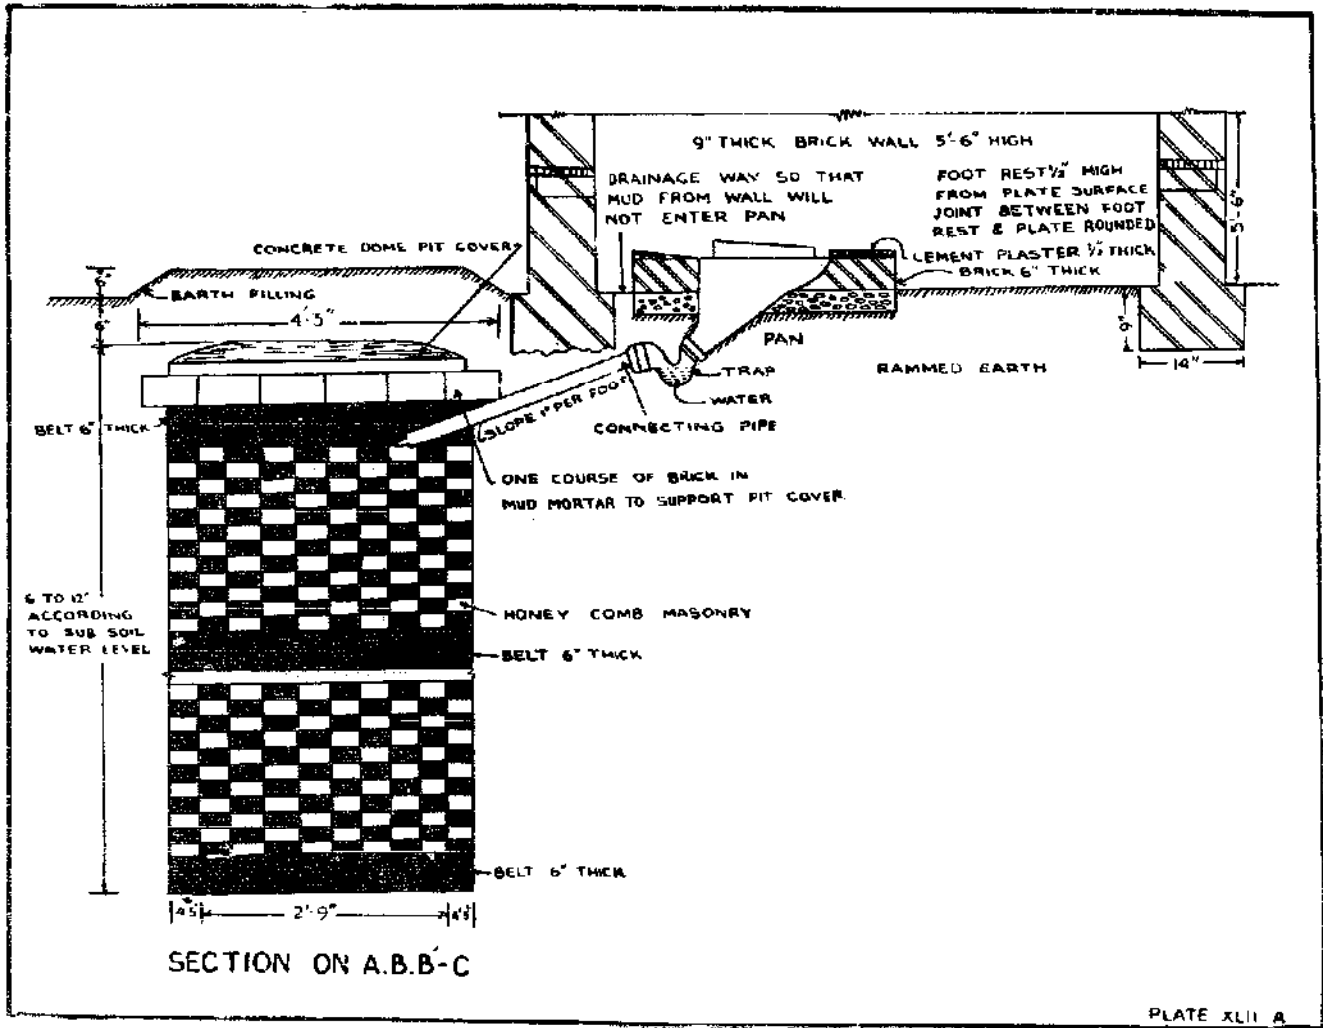 9" THICK BRICK WALL 5'-6" HIGH
DRAINAGE WAY SO THAT
MUD FROM WALL WILL
NOT ENTER PAN
FOOT REST ½" HIGH
FROM PLATE SURFACE
JOINT BETWEEN FOOT
REST & PLATE ROUNDED
CEMENT PLASTER ½" THICK
BRICK 6" THICK
5'-6"
CONCRETE DOME PIT COVER
6"
EARTH FILLING
6"
4'-3"
PAN
9"
14"
RAMMED EARTH
TRAP
WATER
SLOPE 1" PER FOOT
CONNECTING PIPE
BELT 6" THICK
ONE COURSE OF BRICK IN
MUD MORTAR TO SUPPORT PIT COVER
6 TO 12'
ACCORDING
TO SUB SOIL
WATER LEVEL
HONEY COMB MASONRY
BELT 6" THICK
BELT 6" THICK
2'-9"
SECTION ON A.B.B'-C
PLATE XLII A